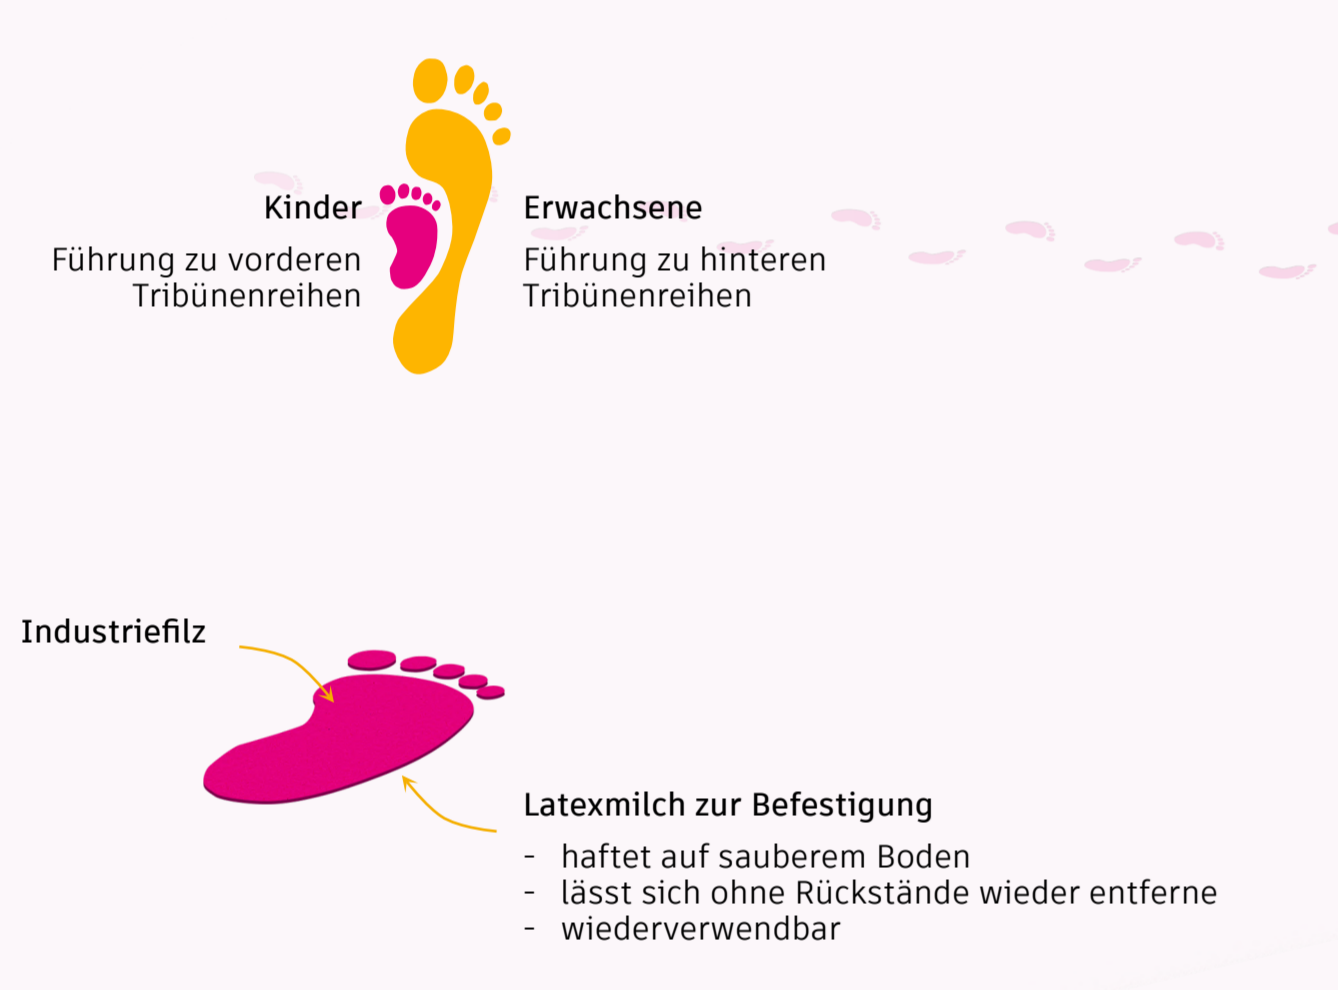 Kinder
Führung zu vorderen
Tribünenreihen
Erwachsene
Führung zu hinteren
Tribünenreihen
Industriefilz
Latexmilch zur Befestigung
- haftet auf sauberem Boden
- lässt sich ohne Rückstände wieder entferne
- wiederverwendbar